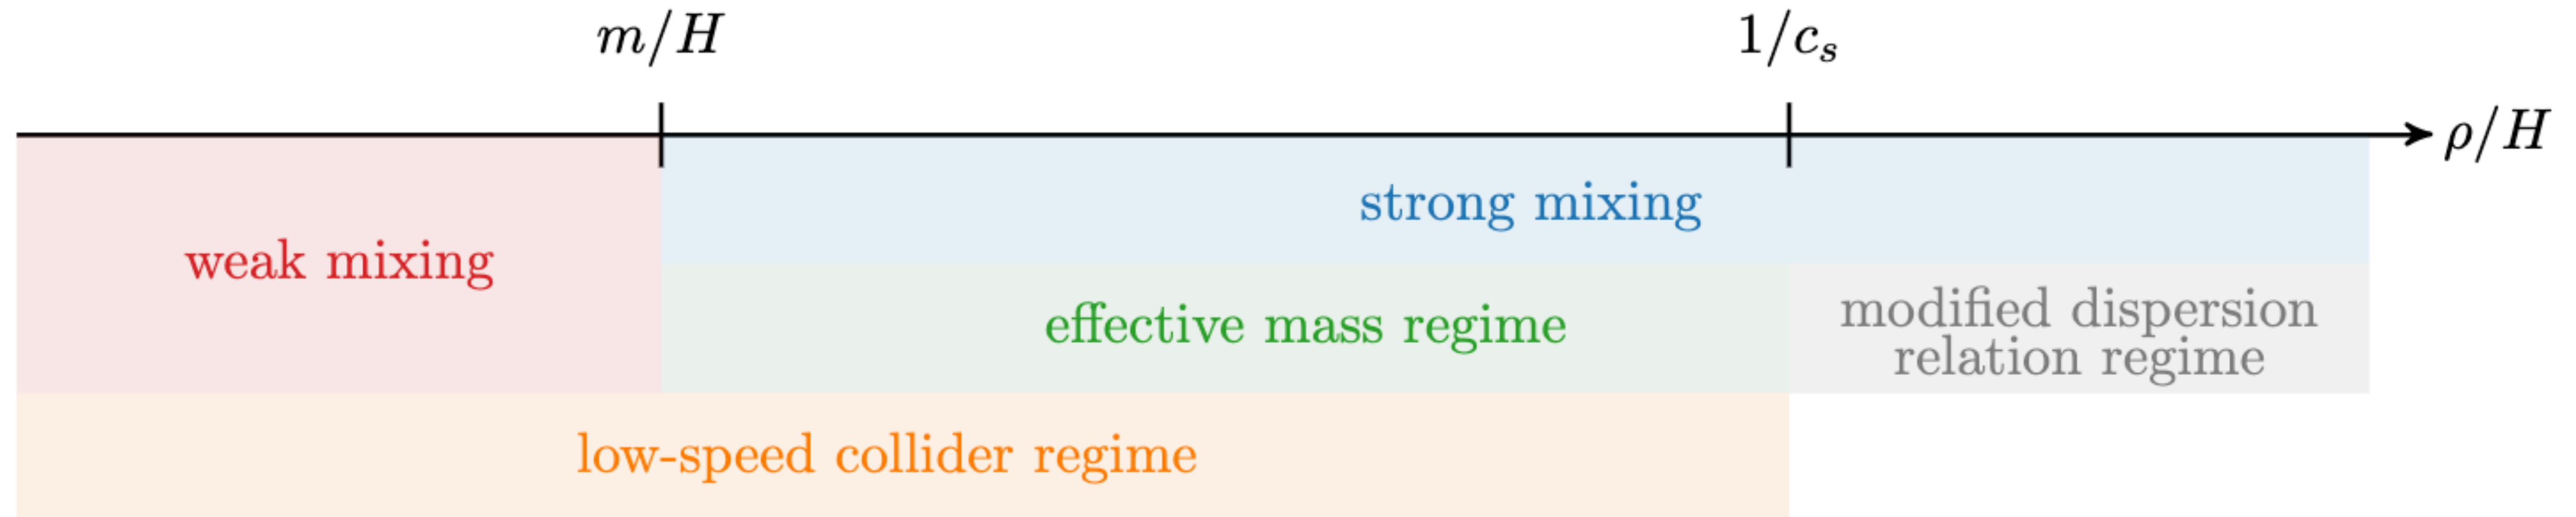 m/H
1/c_s
ρ/H
strong mixing
weak mixing
effective mass regime
modified dispersion
relation regime
low-speed collider regime